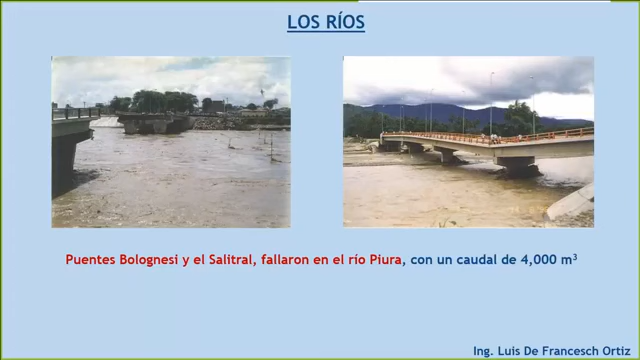 LOS RÍOS
Puentes Bolognesi y el Salitral, fallaron en el río Piura, con un caudal de 4,000 m³
Ing. Luis De Francesch Ortiz